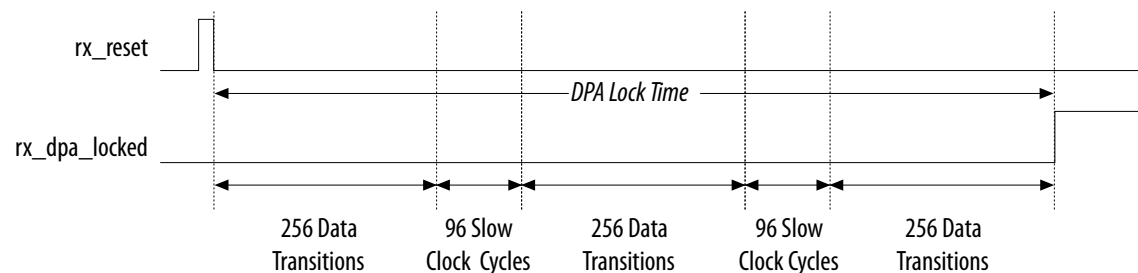 rx_reset
DPA Lock Time
rx_dpa_locked
256 Data
Transitions
96 Slow
Clock Cycles
256 Data
Transitions
96 Slow
Clock Cycles
256 Data
Transitions